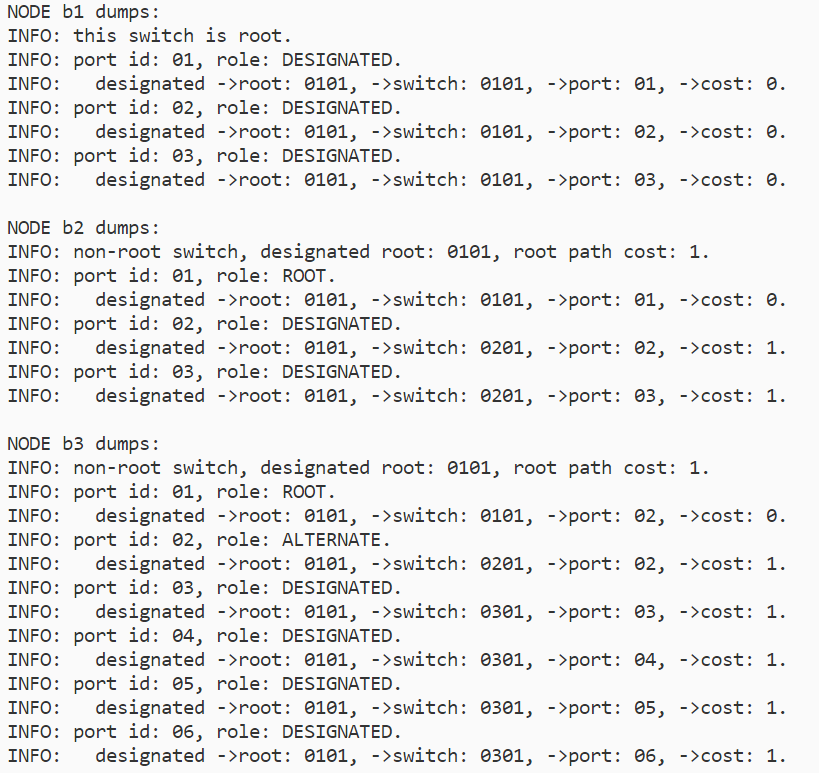 NODE b1 dumps:
INFO: this switch is root.
INFO: port id: 01, role: DESIGNATED.
INFO:   designated ->root: 0101, ->switch: 0101, ->port: 01, ->cost: 0.
INFO: port id: 02, role: DESIGNATED.
INFO:   designated ->root: 0101, ->switch: 0101, ->port: 02, ->cost: 0.
INFO: port id: 03, role: DESIGNATED.
INFO:   designated ->root: 0101, ->switch: 0101, ->port: 03, ->cost: 0.

NODE b2 dumps:
INFO: non-root switch, designated root: 0101, root path cost: 1.
INFO: port id: 01, role: ROOT.
INFO:   designated ->root: 0101, ->switch: 0101, ->port: 01, ->cost: 0.
INFO: port id: 02, role: DESIGNATED.
INFO:   designated ->root: 0101, ->switch: 0201, ->port: 02, ->cost: 1.
INFO: port id: 03, role: DESIGNATED.
INFO:   designated ->root: 0101, ->switch: 0201, ->port: 03, ->cost: 1.

NODE b3 dumps:
INFO: non-root switch, designated root: 0101, root path cost: 1.
INFO: port id: 01, role: ROOT.
INFO:   designated ->root: 0101, ->switch: 0101, ->port: 02, ->cost: 0.
INFO: port id: 02, role: ALTERNATE.
INFO:   designated ->root: 0101, ->switch: 0201, ->port: 02, ->cost: 1.
INFO: port id: 03, role: DESIGNATED.
INFO:   designated ->root: 0101, ->switch: 0301, ->port: 03, ->cost: 1.
INFO: port id: 04, role: DESIGNATED.
INFO:   designated ->root: 0101, ->switch: 0301, ->port: 04, ->cost: 1.
INFO: port id: 05, role: DESIGNATED.
INFO:   designated ->root: 0101, ->switch: 0301, ->port: 05, ->cost: 1.
INFO: port id: 06, role: DESIGNATED.
INFO:   designated ->root: 0101, ->switch: 0301, ->port: 06, ->cost: 1.